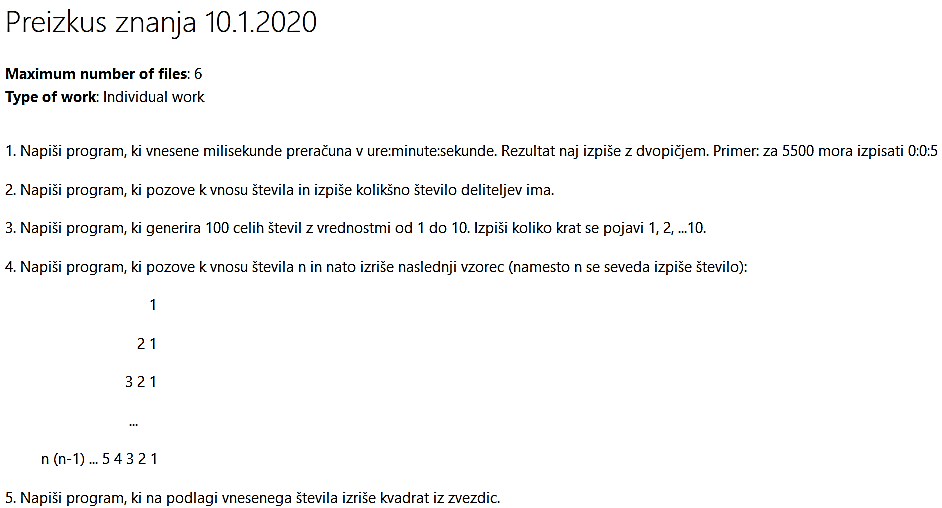 Preizkus znanja 10.1.2020
Maximum number of files: 6
Type of work: Individual work
1. Napiši program, ki vnesene milisekunde preračuna v ure:minute:sekunde. Rezultat naj izpiše z dvopičjem. Primer: za 5500 mora izpisati 0:0:5
2. Napiši program, ki pozove k vnosu števila in izpiše kolikšno število deliteljev ima.
3. Napiši program, ki generira 100 celih števil z vrednostmi od 1 do 10. Izpiši koliko krat se pojavi 1, 2, ...10.
4. Napiši program, ki pozove k vnosu števila n in nato izriše naslednji vzorec (namesto n se seveda izpiše število):
1
2 1
3 2 1
...
n (n-1) ... 5 4 3 2 1
5. Napiši program, ki na podlagi vnesenega števila izriše kvadrat iz zvezdic.